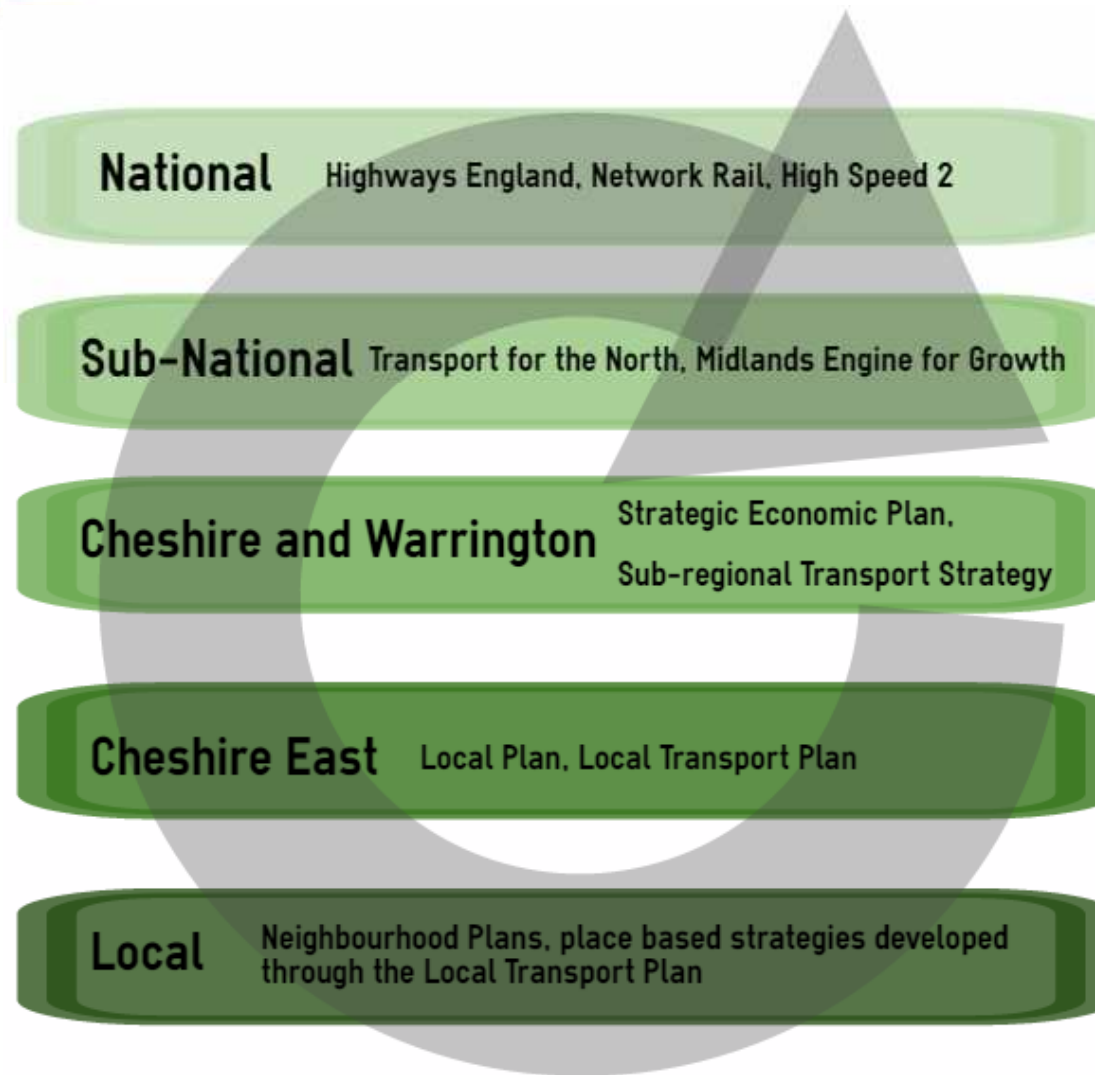 National Highways England, Network Rail, High Speed 2
Sub-National Transport for the North, Midlands Engine for Growth
Cheshire and Warrington
Strategic Economic Plan,
Sub-regional Transport Strategy
Cheshire East Local Plan, Local Transport Plan
Local
Neighbourhood Plans, place based strategies developed
through the Local Transport Plan